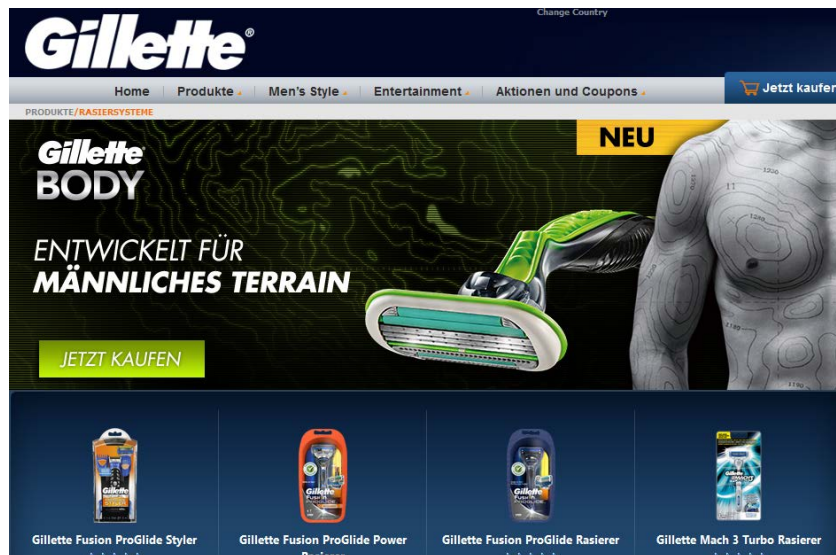 Change Country
Gillette®
Home Produkte Men's Style Entertainment Aktionen und Coupons Jetzt kaufen
PRODUKTE/RASIERSYSTEME
NEU
Gillette
BODY
ENTWICKELT FÜR
MÄNNLICHES TERRAIN
JETZT KAUFEN
Gillette Fusion ProGlide Styler
Gillette Fusion ProGlide Power
Rasierer
Gillette Fusion ProGlide Rasierer
Gillette Mach 3 Turbo Rasierer